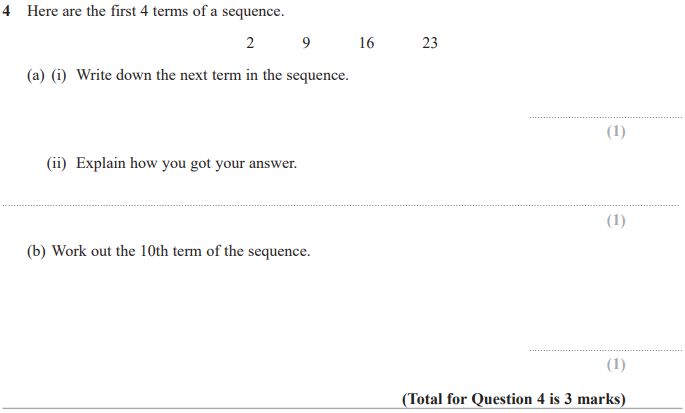 4 Here are the first 4 terms of a sequence.
2 9 16 23
(a) (i) Write down the next term in the sequence.
(1)
(ii) Explain how you got your answer.
(1)
(b) Work out the 10th term of the sequence.
(1)
(Total for Question 4 is 3 marks)